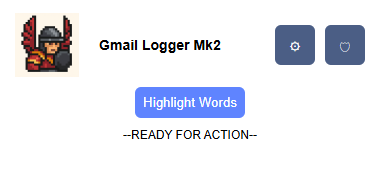 Gmail Logger Mk2
Highlight Words
--READY FOR ACTION--